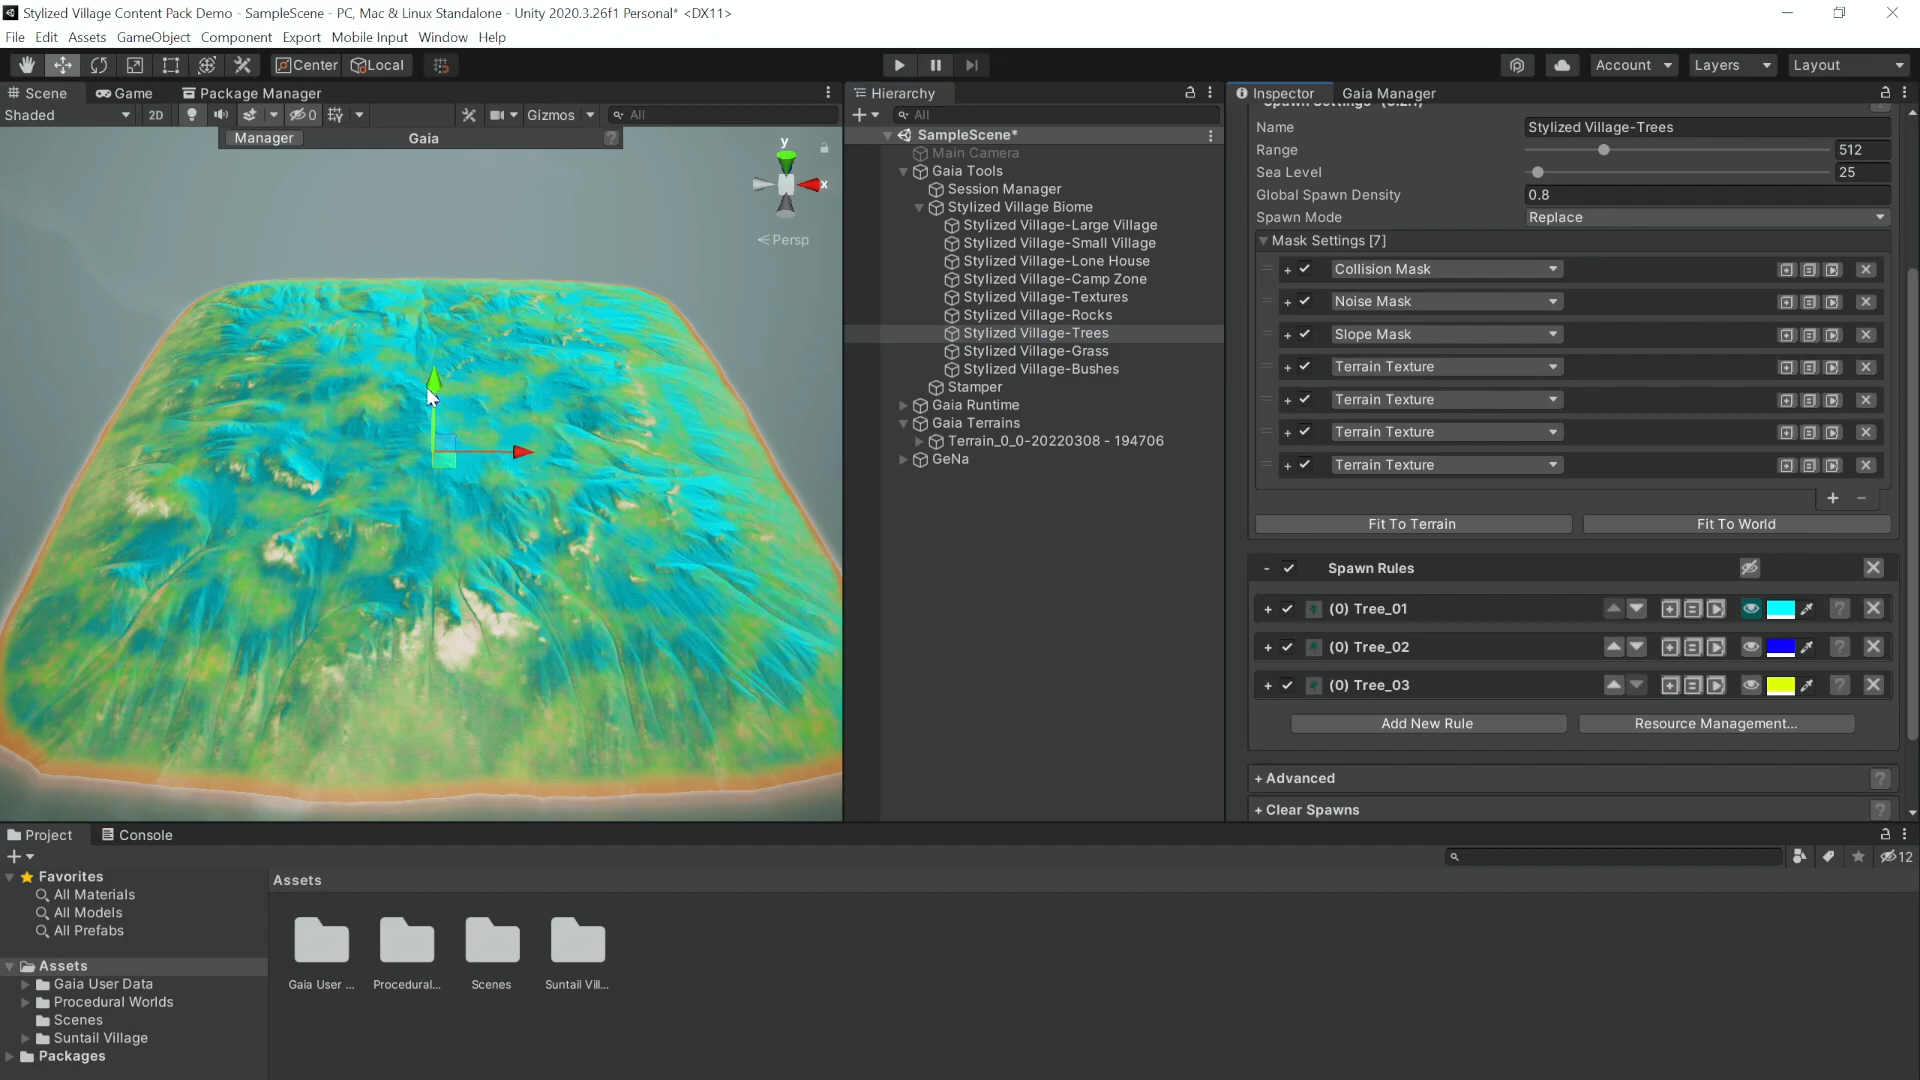 Stylized Village Content Pack Demo - SampleScene - PC, Mac & Linux Standalone - Unity 2020.3.26f1 Personal* <DX11>
File Edit Assets GameObject Component Export Mobile Input Window Help
Center Local Account Layers Layout
Scene Game Package Manager
Shaded 2D 0 Gizmos All
Manager Gaia ?
y
x
Persp
Hierarchy
All
SampleScene*
Main Camera
Gaia Tools
Session Manager
Stylized Village Biome
Stylized Village-Large Village
Stylized Village-Small Village
Stylized Village-Lone House
Stylized Village-Camp Zone
Stylized Village-Textures
Stylized Village-Rocks
Stylized Village-Trees
Stylized Village-Grass
Stylized Village-Bushes
Stamper
Gaia Runtime
Gaia Terrains
Terrain_0_0-20220308 - 194706
GeNa
Inspector Gaia Manager
Name Stylized Village-Trees
Range 512
Sea Level 25
Global Spawn Density 0.8
Spawn Mode Replace
Mask Settings [7]
+ Collision Mask
+ Noise Mask
+ Slope Mask
+ Terrain Texture
+ Terrain Texture
+ Terrain Texture
+ Terrain Texture
+ -
Fit To Terrain Fit To World
- Spawn Rules
+ (0) Tree_01 ?
+ (0) Tree_02 ?
+ (0) Tree_03 ?
Add New Rule Resource Management...
+ Advanced ?
+ Clear Spawns ?
Project Console
12
Favorites
All Materials
All Models
All Prefabs
Assets
Gaia User Data
Procedural Worlds
Scenes
Suntail Village
Packages
Assets
Gaia User ... Procedural... Scenes Suntail Vill...